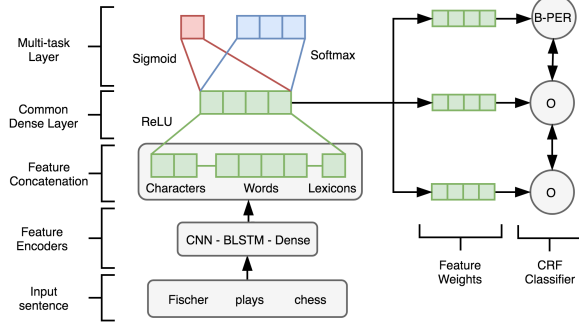 Multi-task
Layer
Sigmoid
Softmax
B-PER
Common
Dense Layer
ReLU
O
Feature
Concatenation
Characters Words Lexicons
O
Feature
Encoders
CNN - BLSTM - Dense
Feature
Weights
CRF
Classifier
Input
sentence
Fischer plays chess